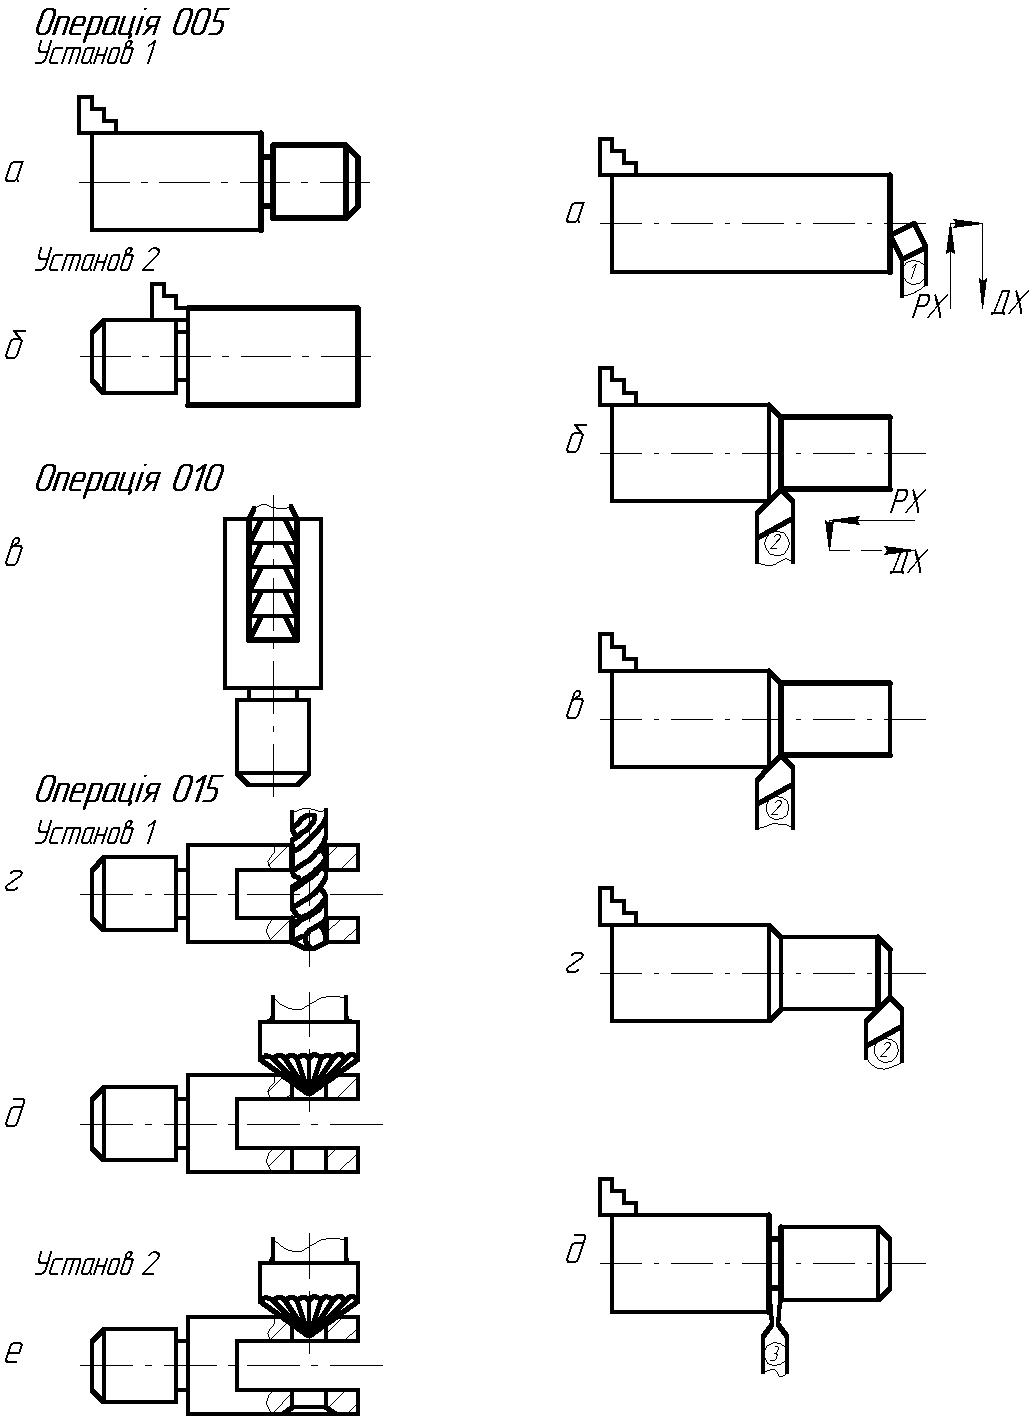 Операція 005
Установ 1
а
Установ 2
б
Операція 010
в
Операція 015
Установ 1
г
д
Установ 2
е
а
1
РХ
ДХ
б
РХ
2
ДХ
в
2
г
2
д
3